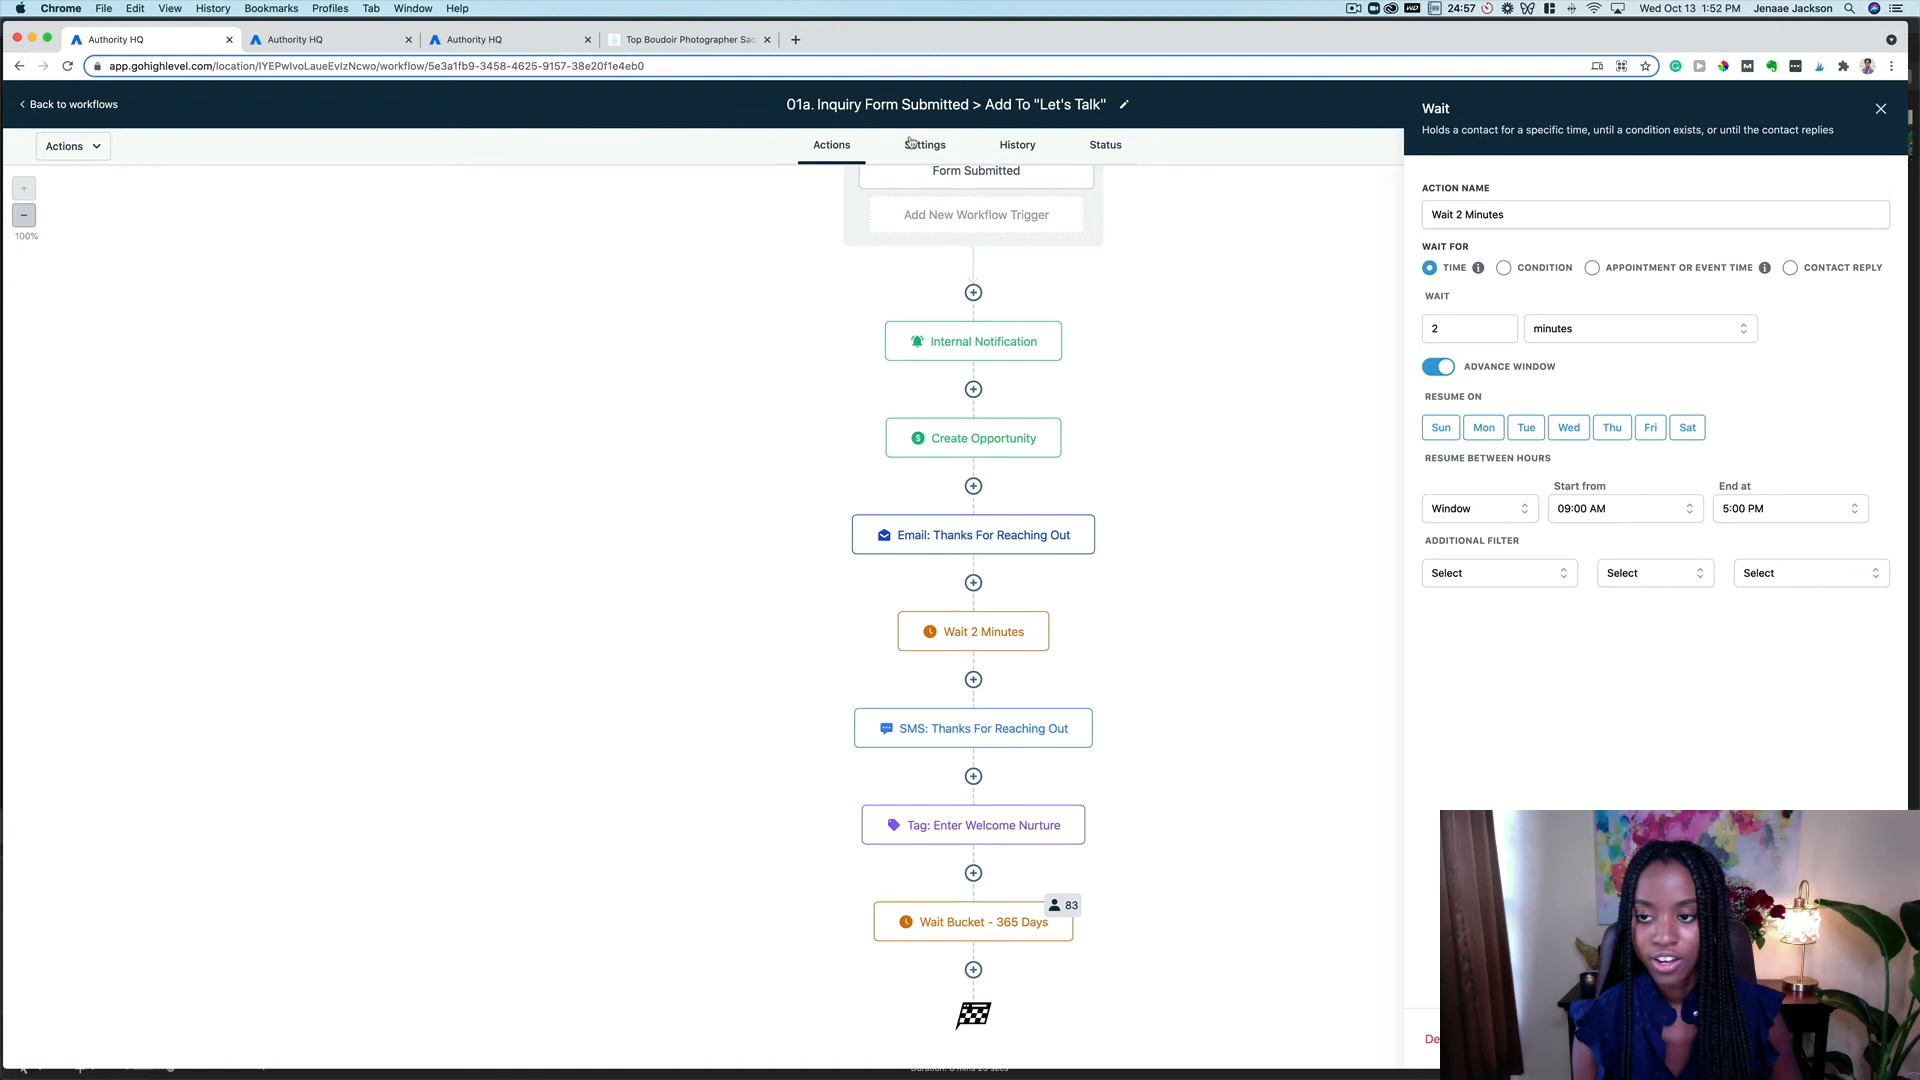 Chrome File Edit View History Bookmarks Profiles Tab Window Help
24:57 Wed Oct 13 1:52 PM Jenaae Jackson
Authority HQ
Authority HQ
Authority HQ
Top Boudoir Photographer Sac
app.gohighlevel.com/location/IYEPwIvoLaueEvIzNcwo/workflow/5e3a1fb9-3458-4625-9157-38e20f1e4eb0
Back to workflows
01a. Inquiry Form Submitted > Add To "Let's Talk"
Actions
Actions Settings History Status
100%
Form Submitted
Add New Workflow Trigger
Internal Notification
Create Opportunity
Email: Thanks For Reaching Out
Wait 2 Minutes
SMS: Thanks For Reaching Out
Tag: Enter Welcome Nurture
83
Wait Bucket - 365 Days
Wait
Holds a contact for a specific time, until a condition exists, or until the contact replies
ACTION NAME
Wait 2 Minutes
WAIT FOR
TIME CONDITION APPOINTMENT OR EVENT TIME CONTACT REPLY
WAIT
2 minutes
ADVANCE WINDOW
RESUME ON
Sun Mon Tue Wed Thu Fri Sat
RESUME BETWEEN HOURS
Start from End at
Window 09:00 AM 5:00 PM
ADDITIONAL FILTER
Select Select Select
De